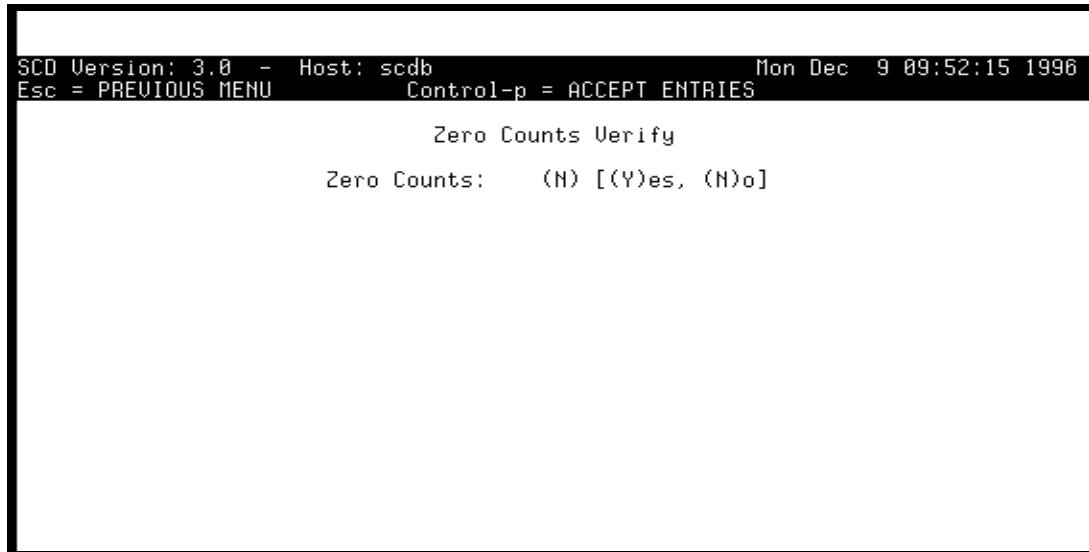 SCD Version: 3.0 - Host: scdb Mon Dec 9 09:52:15 1996
Esc = PREVIOUS MENU Control-p = ACCEPT ENTRIES
Zero Counts Verify
Zero Counts: (N) [(Y)es, (N)o]